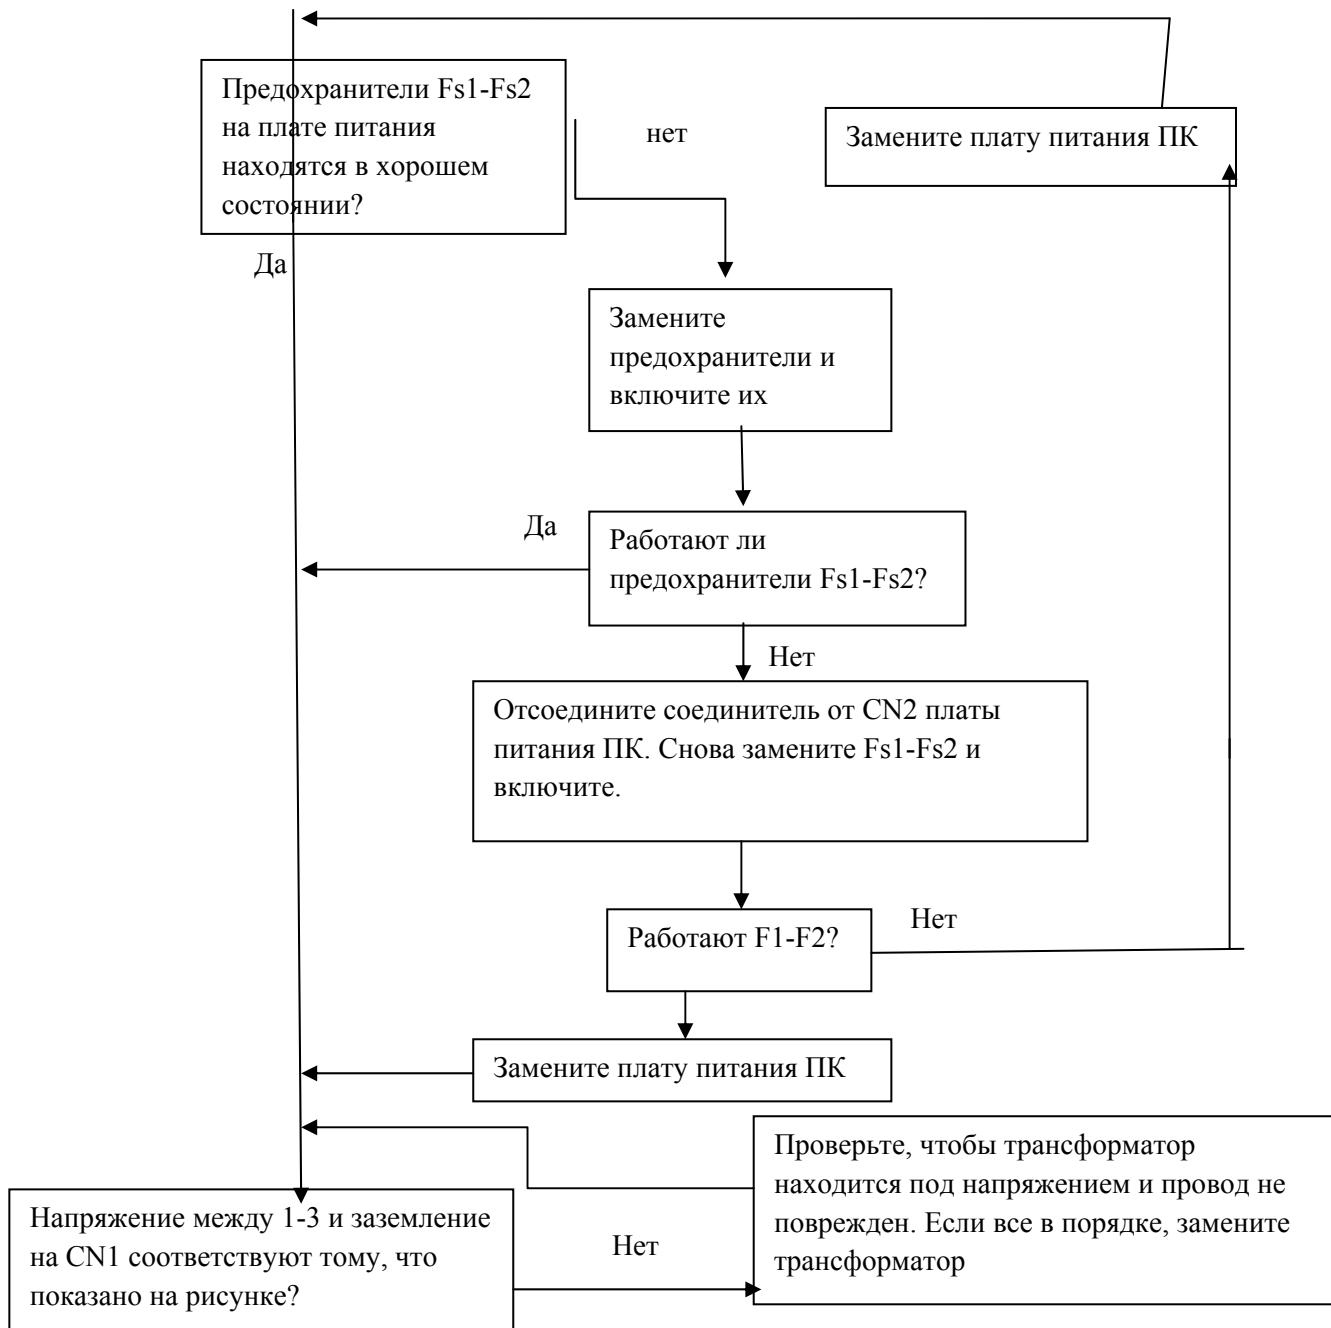 Предохранители Fs1-Fs2
на плате питания
находятся в хорошем
состоянии?
нет
Замените плату питания ПК
Да
Замените
предохранители и
включите их
Да
Работают ли
предохранители Fs1-Fs2?
Нет
Отсоедините соединитель от CN2 платы
питания ПК. Снова замените Fs1-Fs2 и
включите.
Работают F1-F2?
Нет
Замените плату питания ПК
Проверьте, чтобы трансформатор
находится под напряжением и провод не
поврежден. Если все в порядке, замените
трансформатор
Напряжение между 1-3 и заземление
на CN1 соответствуют тому, что
показано на рисунке?
Нет